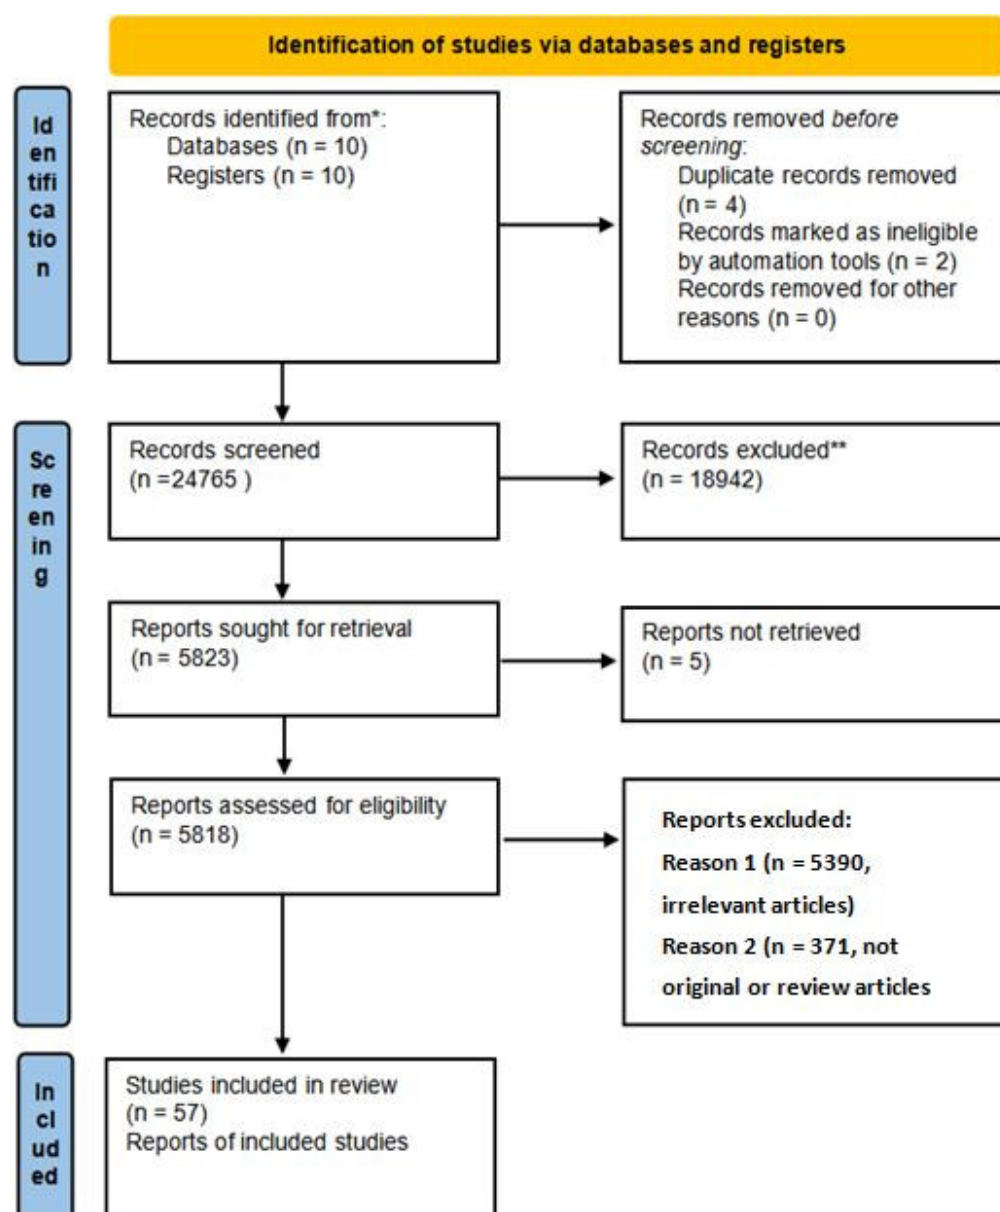 Identification of studies via databases and registers
Id
en
tifi
ca
tio
n
Records identified from*:
Databases (n = 10)
Registers (n = 10)
Records removed before
screening:
Duplicate records removed
(n = 4)
Records marked as ineligible
by automation tools (n = 2)
Records removed for other
reasons (n = 0)
Sc
re
en
in
g
Records screened
(n =24765 )
Records excluded**
(n = 18942)
Reports sought for retrieval
(n = 5823)
Reports not retrieved
(n = 5)
Reports assessed for eligibility
(n = 5818)
Reports excluded:
Reason 1 (n = 5390,
irrelevant articles)
Reason 2 (n = 371, not
original or review articles
In
cl
ud
ed
Studies included in review
(n = 57)
Reports of included studies